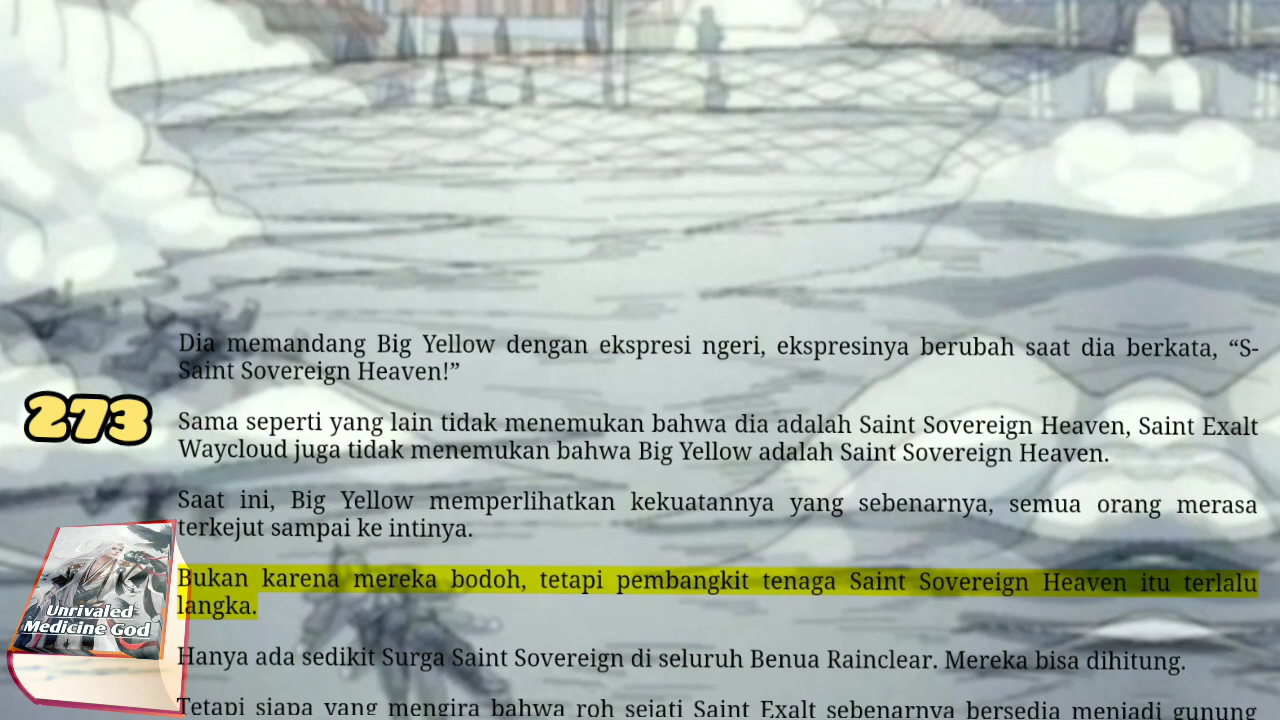 Dia memandang Big Yellow dengan ekspresi ngeri, ekspresinya berubah saat dia berkata, “S-
Saint Sovereign Heaven!”
273
Sama seperti yang lain tidak menemukan bahwa dia adalah Saint Sovereign Heaven, Saint Exalt
Waycloud juga tidak menemukan bahwa Big Yellow adalah Saint Sovereign Heaven.
Saat ini, Big Yellow memperlihatkan kekuatannya yang sebenarnya, semua orang merasa
terkejut sampai ke intinya.
Bukan karena mereka bodoh, tetapi pembangkit tenaga Saint Sovereign Heaven itu terlalu
langka.
Unrivaled
Medicine God
Hanya ada sedikit Surga Saint Sovereign di seluruh Benua Rainclear. Mereka bisa dihitung.
Tetapi siapa yang mengira bahwa roh sejati Saint Exalt sebenarnya bersedia menjadi gunung